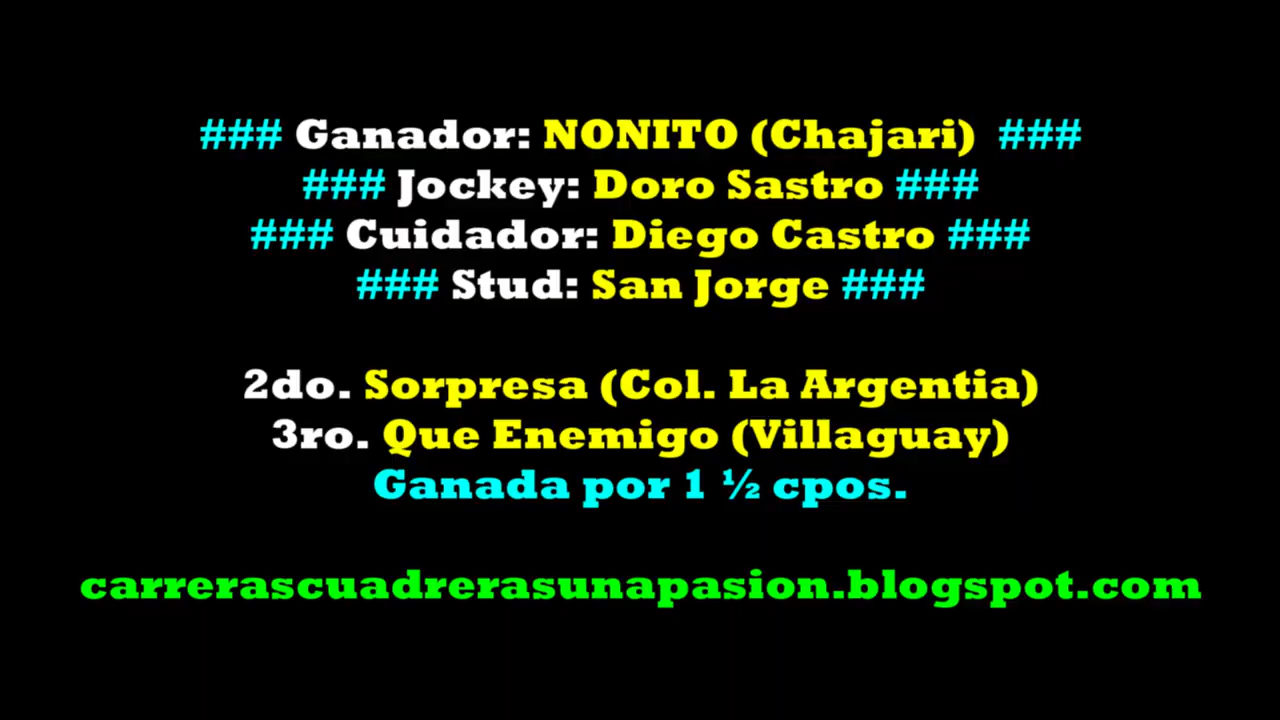 ### Ganador: NONITO (Chajari) ###
### Jockey: Doro Sastro ###
### Cuidador: Diego Castro ###
### Stud: San Jorge ###
2do. Sorpresa (Col. La Argentia)
3ro. Que Enemigo (Villaguay)
Ganada por 1 ½ cpos.
carrerascuadrerasunapasion.blogspot.com